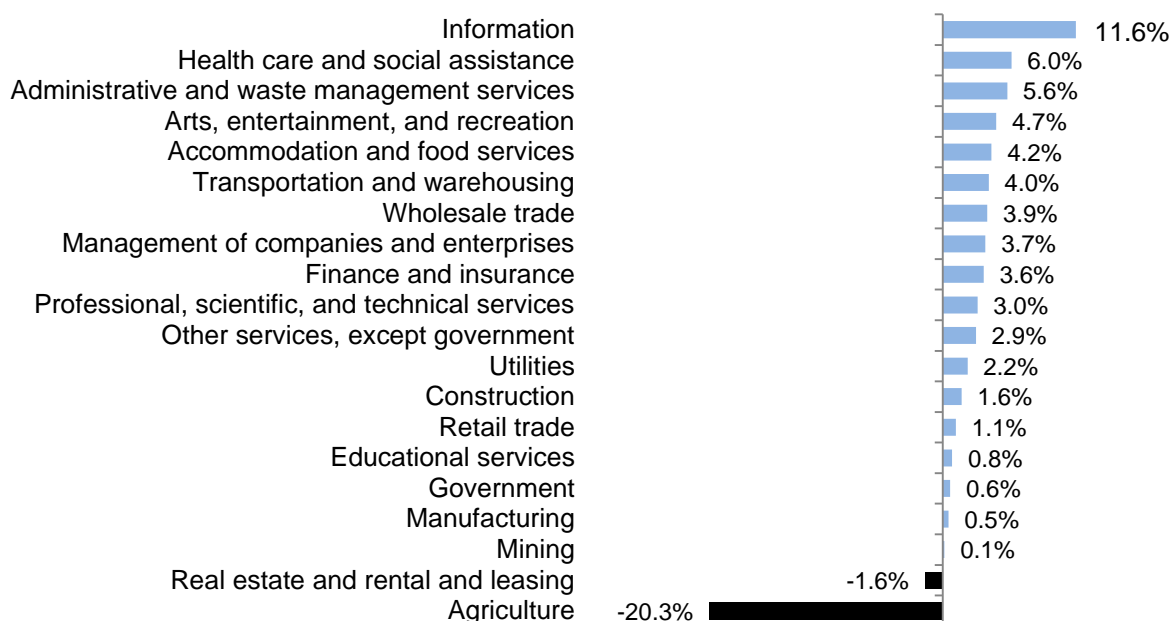 Information 11.6%
Health care and social assistance 6.0%
Administrative and waste management services 5.6%
Arts, entertainment, and recreation 4.7%
Accommodation and food services 4.2%
Transportation and warehousing 4.0%
Wholesale trade 3.9%
Management of companies and enterprises 3.7%
Finance and insurance 3.6%
Professional, scientific, and technical services 3.0%
Other services, except government 2.9%
Utilities 2.2%
Construction 1.6%
Retail trade 1.1%
Educational services 0.8%
Government 0.6%
Manufacturing 0.5%
Mining 0.1%
Real estate and rental and leasing -1.6%
Agriculture -20.3%